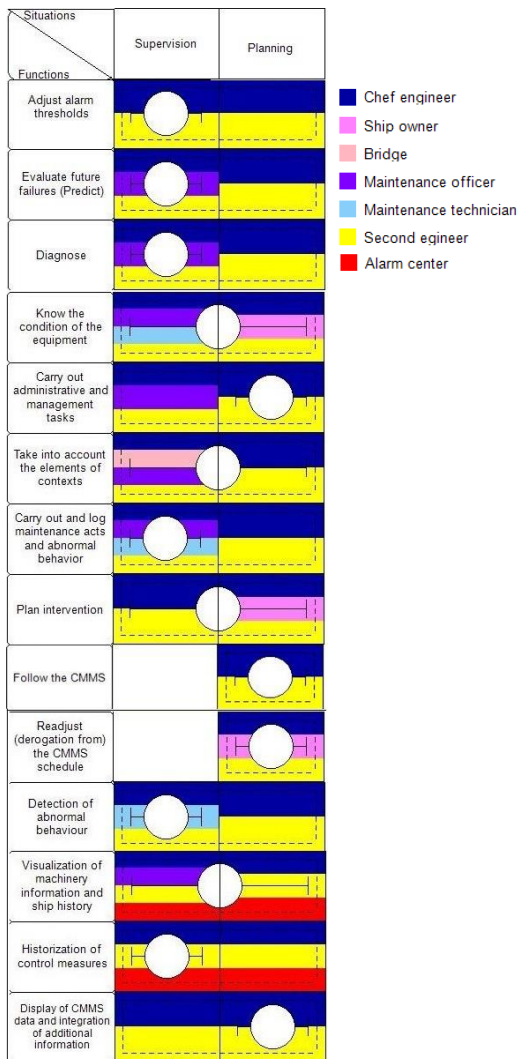 Situations
Functions
Supervision
Planning
Adjust alarm
thresholds
Evaluate future
failures (Predict)
Diagnose
Know the
condition of the
equipment
Carry out
administrative and
management
tasks
Take into account
the elements of
contexts
Carry out and log
maintenance acts
and abnormal
behavior
Plan intervention
Follow the CMMS
Readjust
(derogation from)
the CMMS
schedule
Detection of
abnormal
behaviour
Visualization of
machinery
information and
ship history
Historization of
control measures
Display of CMMS
data and integration
of additional
information
Chef engineer
Ship owner
Bridge
Maintenance officer
Maintenance technician
Second egineer
Alarm center